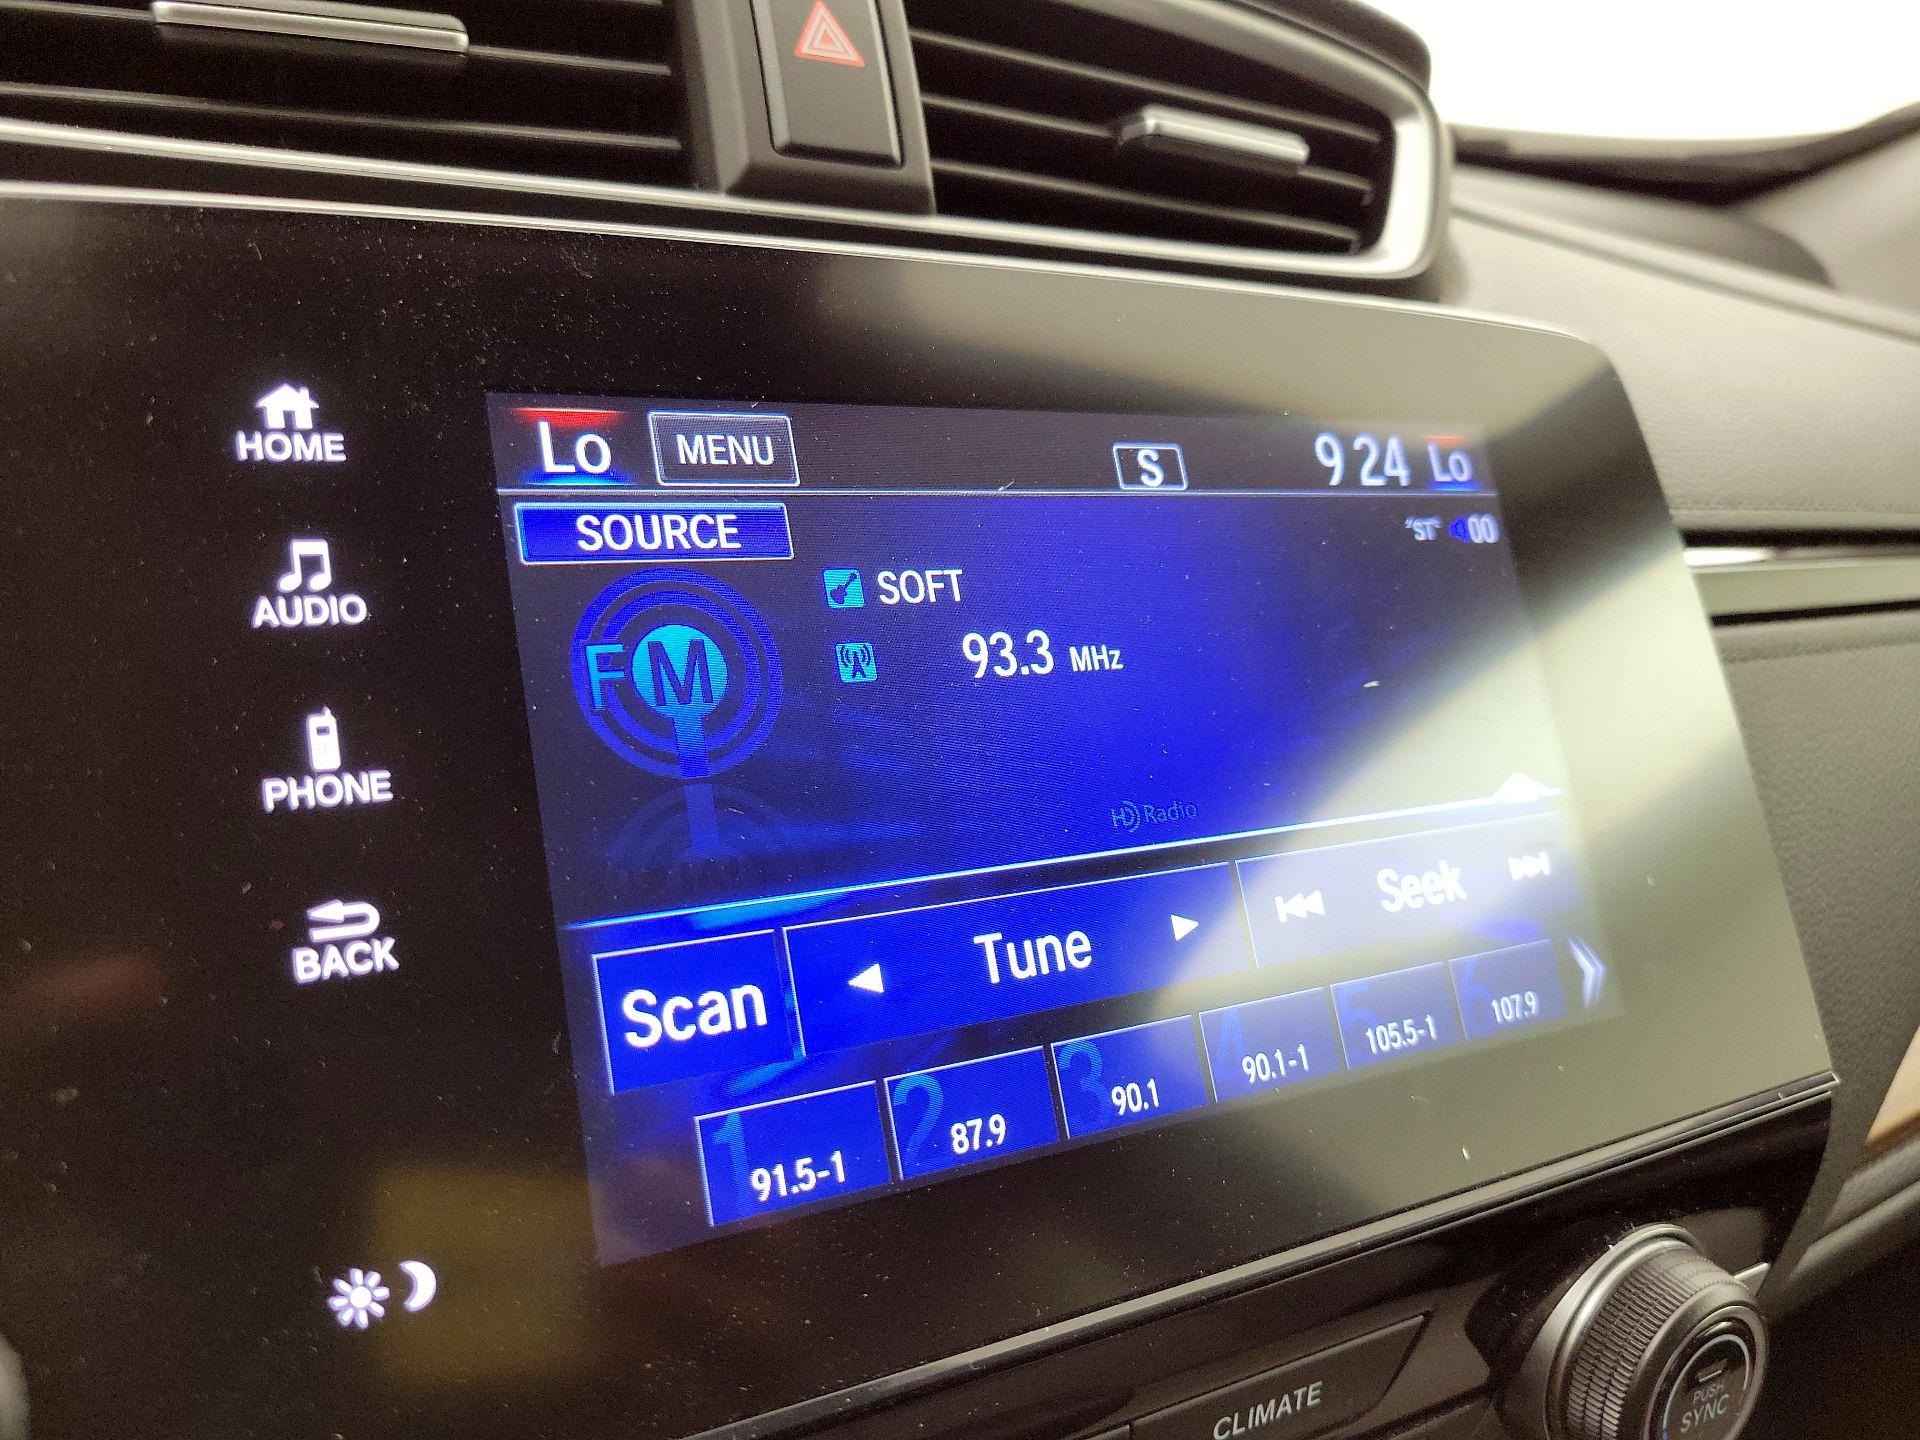 HOME
AUDIO
PHONE
BACK
Lo MENU S 9 24 Lo
SOURCE "ST" 00
FM
SOFT
93.3 MHz
HD Radio
Scan Tune Seek
1 91.5-1
2 87.9
3 90.1
4 90.1-1
5 105.5-1
6 107.9
CLIMATE
PUSH
SYNC